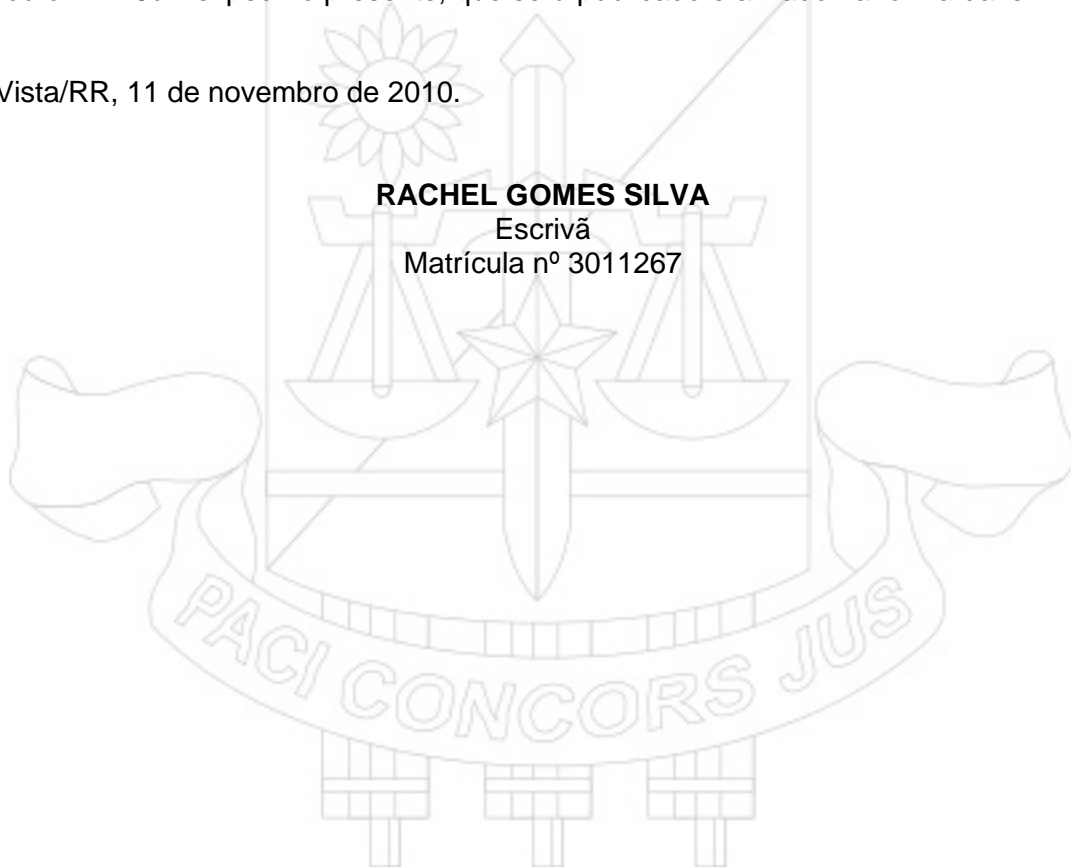 Vista/RR, 11 de novembro de 2010.
RACHEL GOMES SILVA
Escrivã
Matrícula nº 3011267
PACI CONCORS JUS